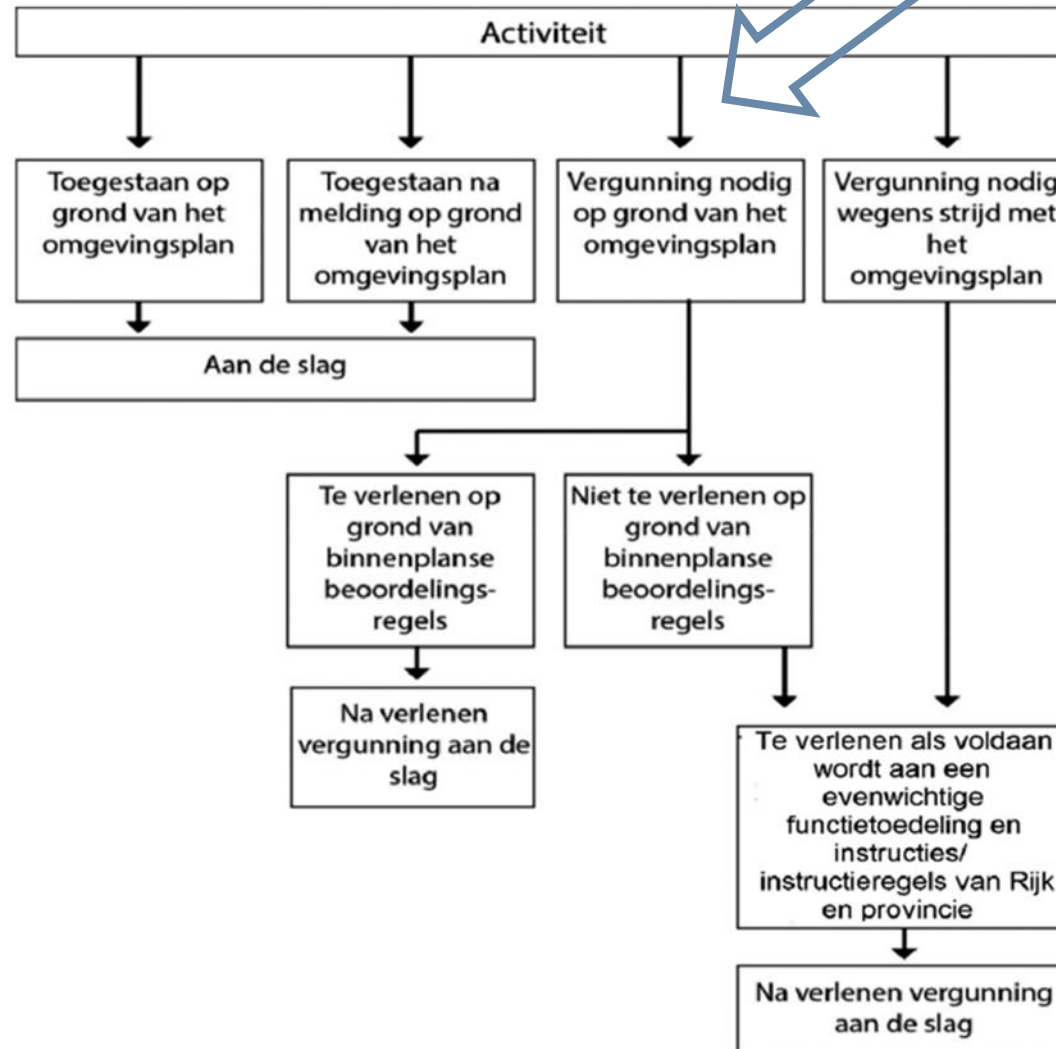 Activiteit
Toegestaan op
grond van het
omgevingsplan
Toegestaan na
melding op grond
van het
omgevingsplan
Vergunning nodig
op grond van het
omgevingsplan
Vergunning nodig
wegens strijd met
het
omgevingsplan
Aan de slag
Te verlenen op
grond van
binnenplanse
beoordelings-
regels
Niet te verlenen op
grond van
binnenplanse
beoordelings-
regels
Na verlenen
vergunning aan de
slag
Te verlenen als voldaan
wordt aan een
evenwichtige
functietoedeling en
instructies/
instructieregels van Rijk
en provincie
Na verlenen vergunning
aan de slag